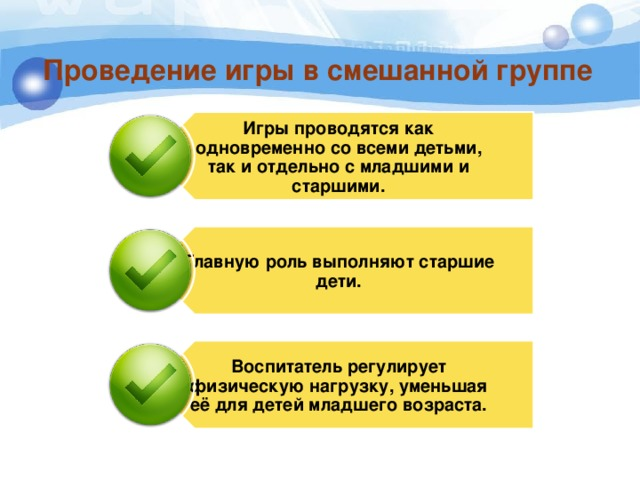 Проведение игры в смешанной группе
Игры проводятся как
одновременно со всеми детьми,
так и отдельно с младшими и
старшими.
Главную роль выполняют старшие
дети.
Воспитатель регулирует
физическую нагрузку, уменьшая
её для детей младшего возраста.